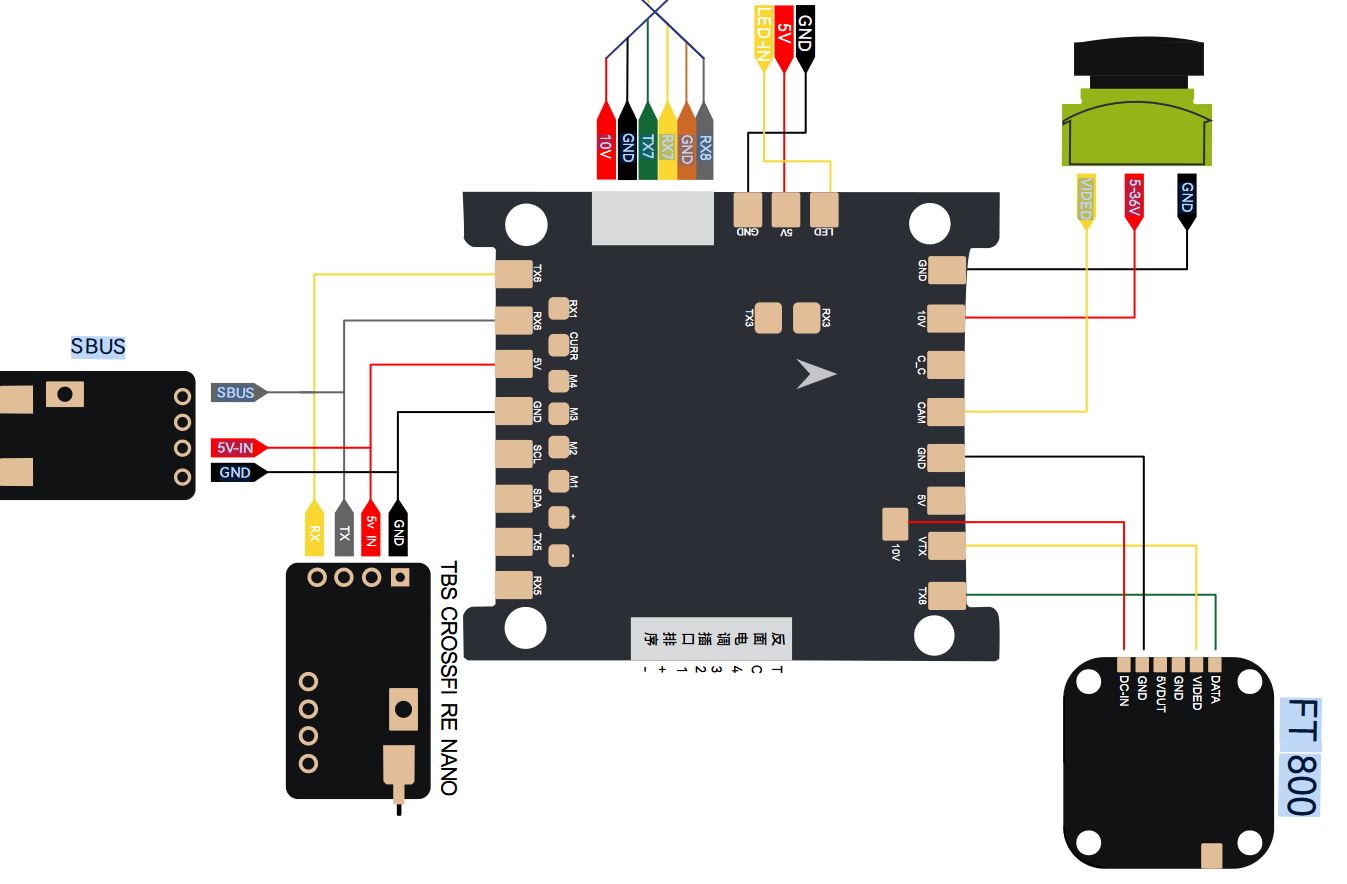 10V
GND
TX7
RX7
GND
RX8
LED-IN
5V
GND
VIDED
5-36V
GND
GND
5V
LED
TX6
RX6
5V
GND
SCL
SDA
TX5
RX5
RX1
CURR
M4
M3
M2
M1
+
-
TX3
RX3
GND
10V
C_C
CAM
GND
5V
VTX
TX8
10V
SBUS
SBUS
5V-IN
GND
RX
TX
5v IN
GND
TBS CROSSFI RE NANO
反面电调插口排序
- + 1 2 3 4 C T
DC-IN
GND
5VDUT
GND
VIDED
DATA
FT 800